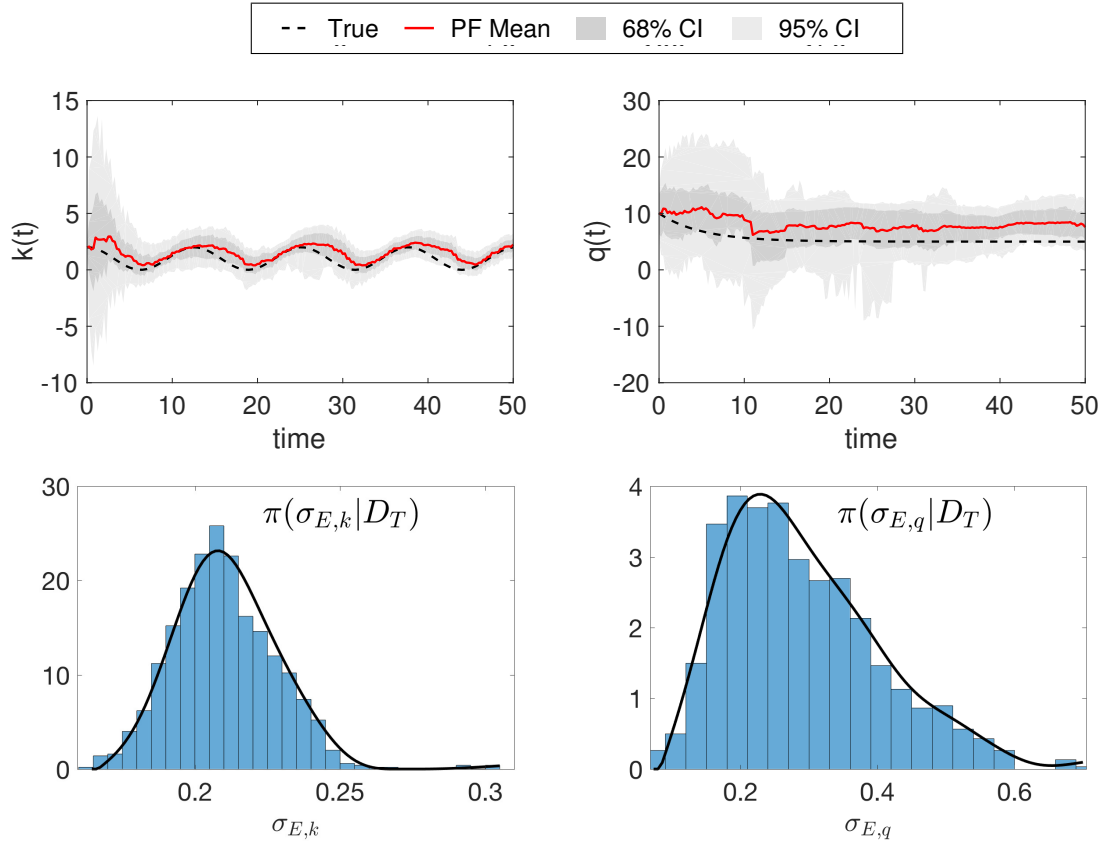 True PF Mean 68% CI 95% CI
15
10
5
0
-5
-10
k(t)
0 10 20 30 40 50
time
30
20
10
0
-10
-20
q(t)
0 10 20 30 40 50
time
30
20
10
0
π(σ_{E,k}|D_T)
0.2 0.25 0.3
σ_{E,k}
4
3
2
1
0
π(σ_{E,q}|D_T)
0.2 0.4 0.6
σ_{E,q}